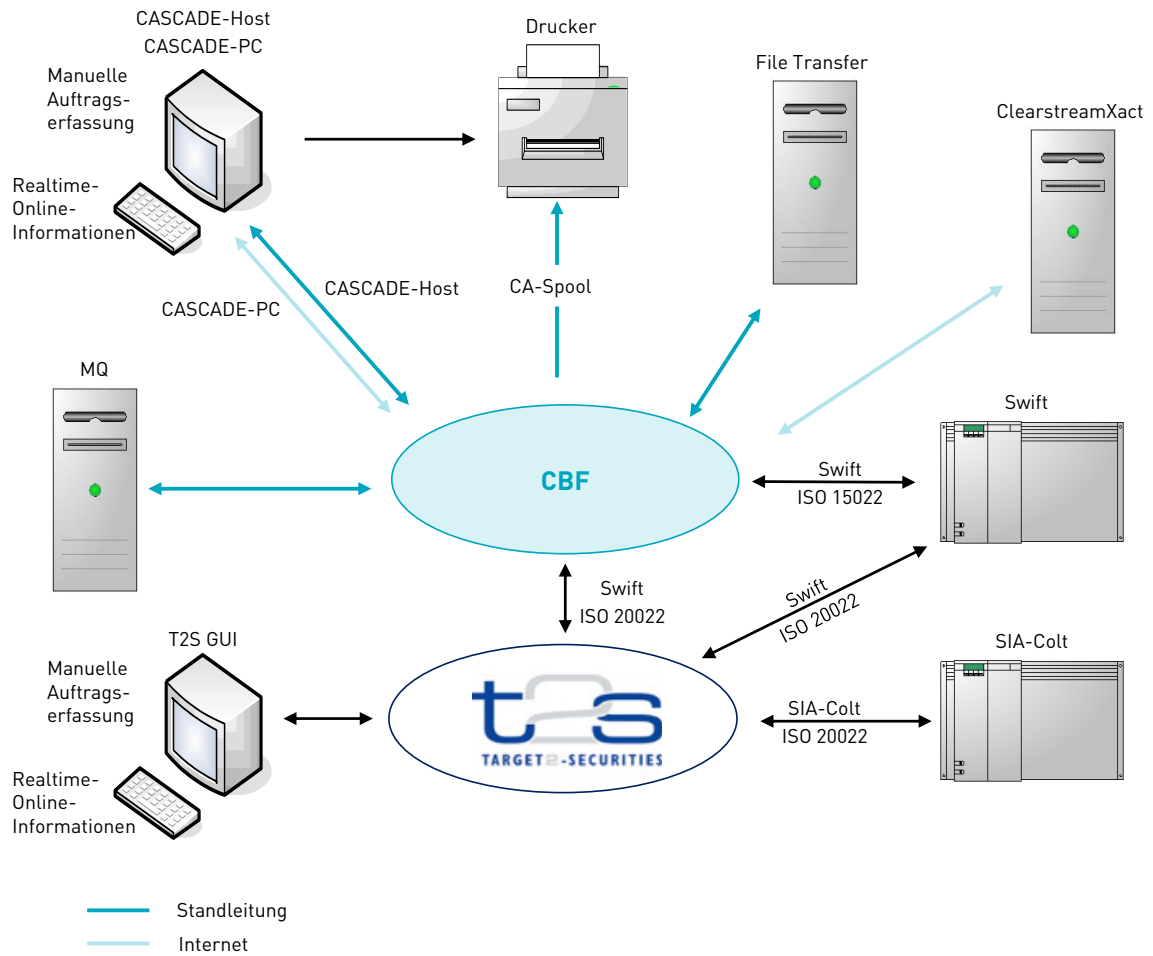 CASCADE-Host
CASCADE-PC
Manuelle
Auftrags-
erfassung
Realtime-
Online-
Informationen
Drucker
File Transfer
ClearstreamXact
CASCADE-Host
CASCADE-PC
CA-Spool
MQ
CBF
Swift
Swift
ISO 15022
Swift
ISO 20022
Swift
ISO 20022
T2S GUI
Manuelle
Auftrags-
erfassung
Realtime-
Online-
Informationen
t2s
TARGET2-SECURITIES
SIA-Colt
SIA-Colt
ISO 20022
Standleitung
Internet